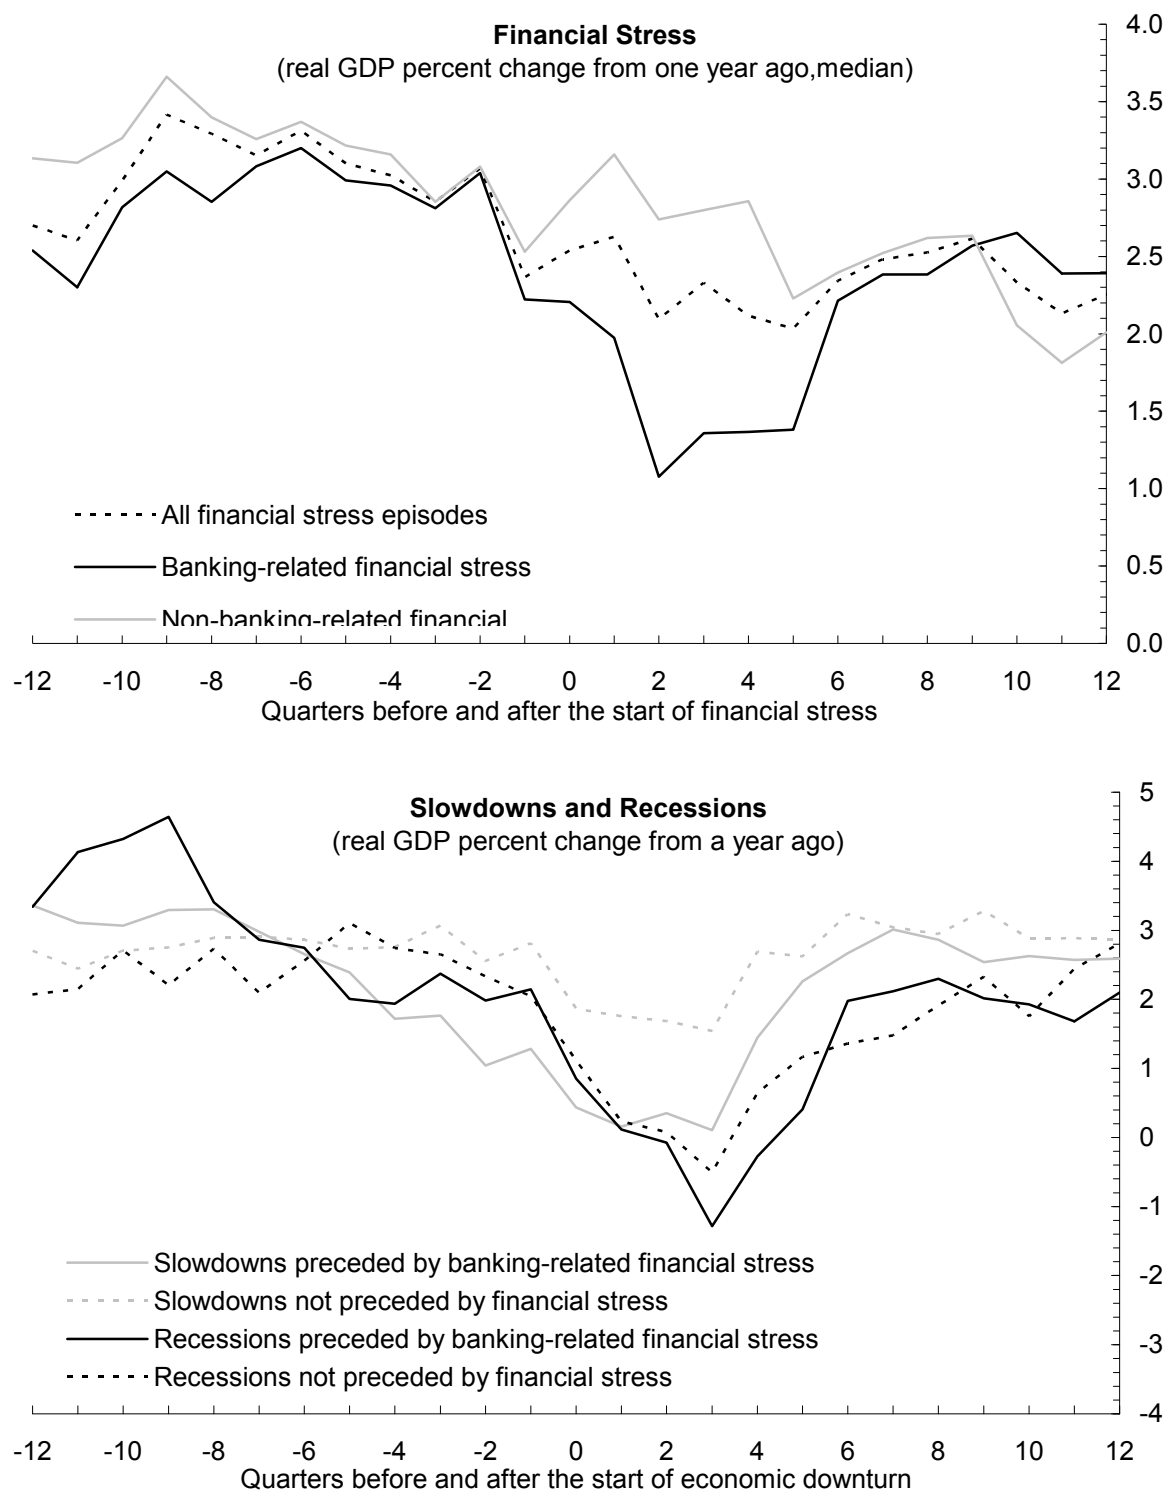 Financial Stress
(real GDP percent change from one year ago,median)
4.0
3.5
3.0
2.5
2.0
1.5
1.0
0.5
0.0
All financial stress episodes
Banking-related financial stress
Non-banking-related financial
-12 -10 -8 -6 -4 -2 0 2 4 6 8 10 12
Quarters before and after the start of financial stress
Slowdowns and Recessions
(real GDP percent change from a year ago)
5
4
3
2
1
0
-1
-2
-3
-4
Slowdowns preceded by banking-related financial stress
Slowdowns not preceded by financial stress
Recessions preceded by banking-related financial stress
Recessions not preceded by financial stress
-12 -10 -8 -6 -4 -2 0 2 4 6 8 10 12
Quarters before and after the start of economic downturn